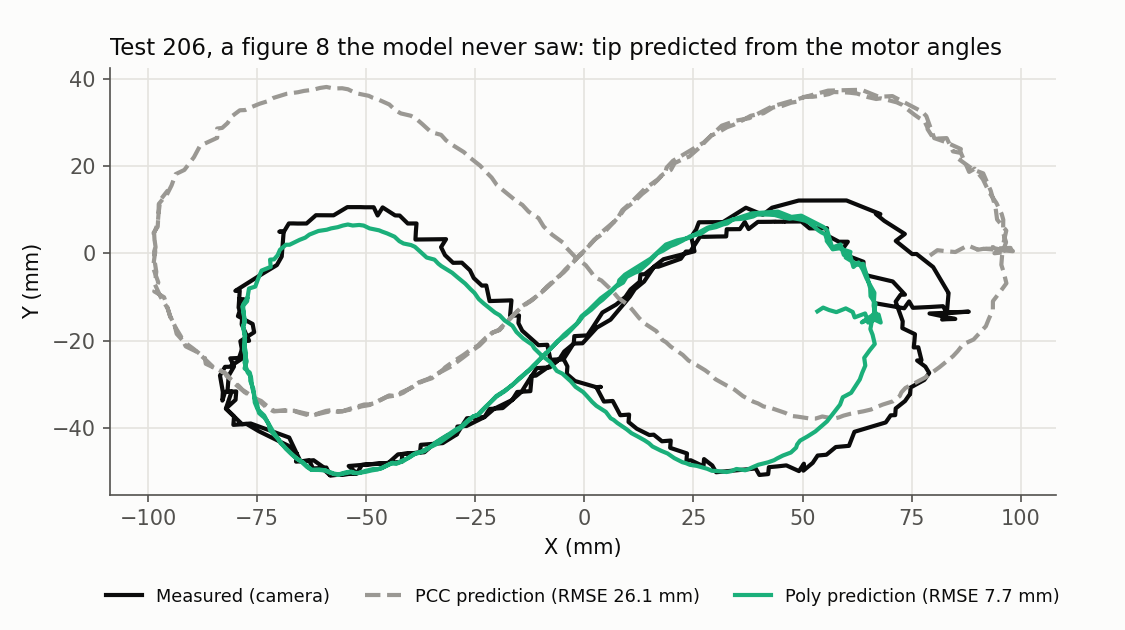 Test 206, a figure 8 the model never saw: tip predicted from the motor angles
40
20
0
−20
−40
Y (mm)
−100 −75 −50 −25 0 25 50 75 100
X (mm)
Measured (camera) PCC prediction (RMSE 26.1 mm) Poly prediction (RMSE 7.7 mm)